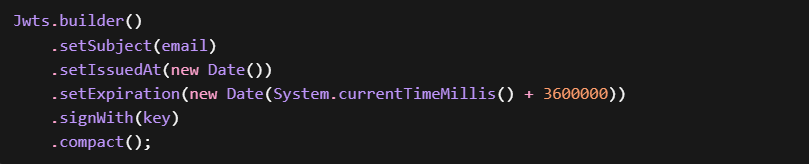 Jwts.builder()
.setSubject(email)
.setIssuedAt(new Date())
.setExpiration(new Date(System.currentTimeMillis() + 3600000))
.signWith(key)
.compact();